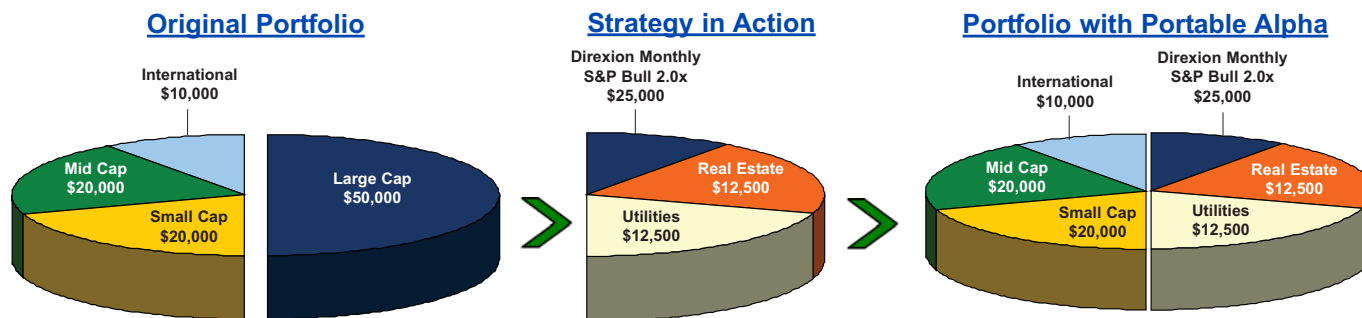 Original Portfolio
International
$10,000
Mid Cap
$20,000
Small Cap
$20,000
Large Cap
$50,000
Strategy in Action
Direxion Monthly
S&P Bull 2.0x
$25,000
Real Estate
$12,500
Utilities
$12,500
Portfolio with Portable Alpha
International
$10,000
Direxion Monthly
S&P Bull 2.0x
$25,000
Mid Cap
$20,000
Small Cap
$20,000
Real Estate
$12,500
Utilities
$12,500